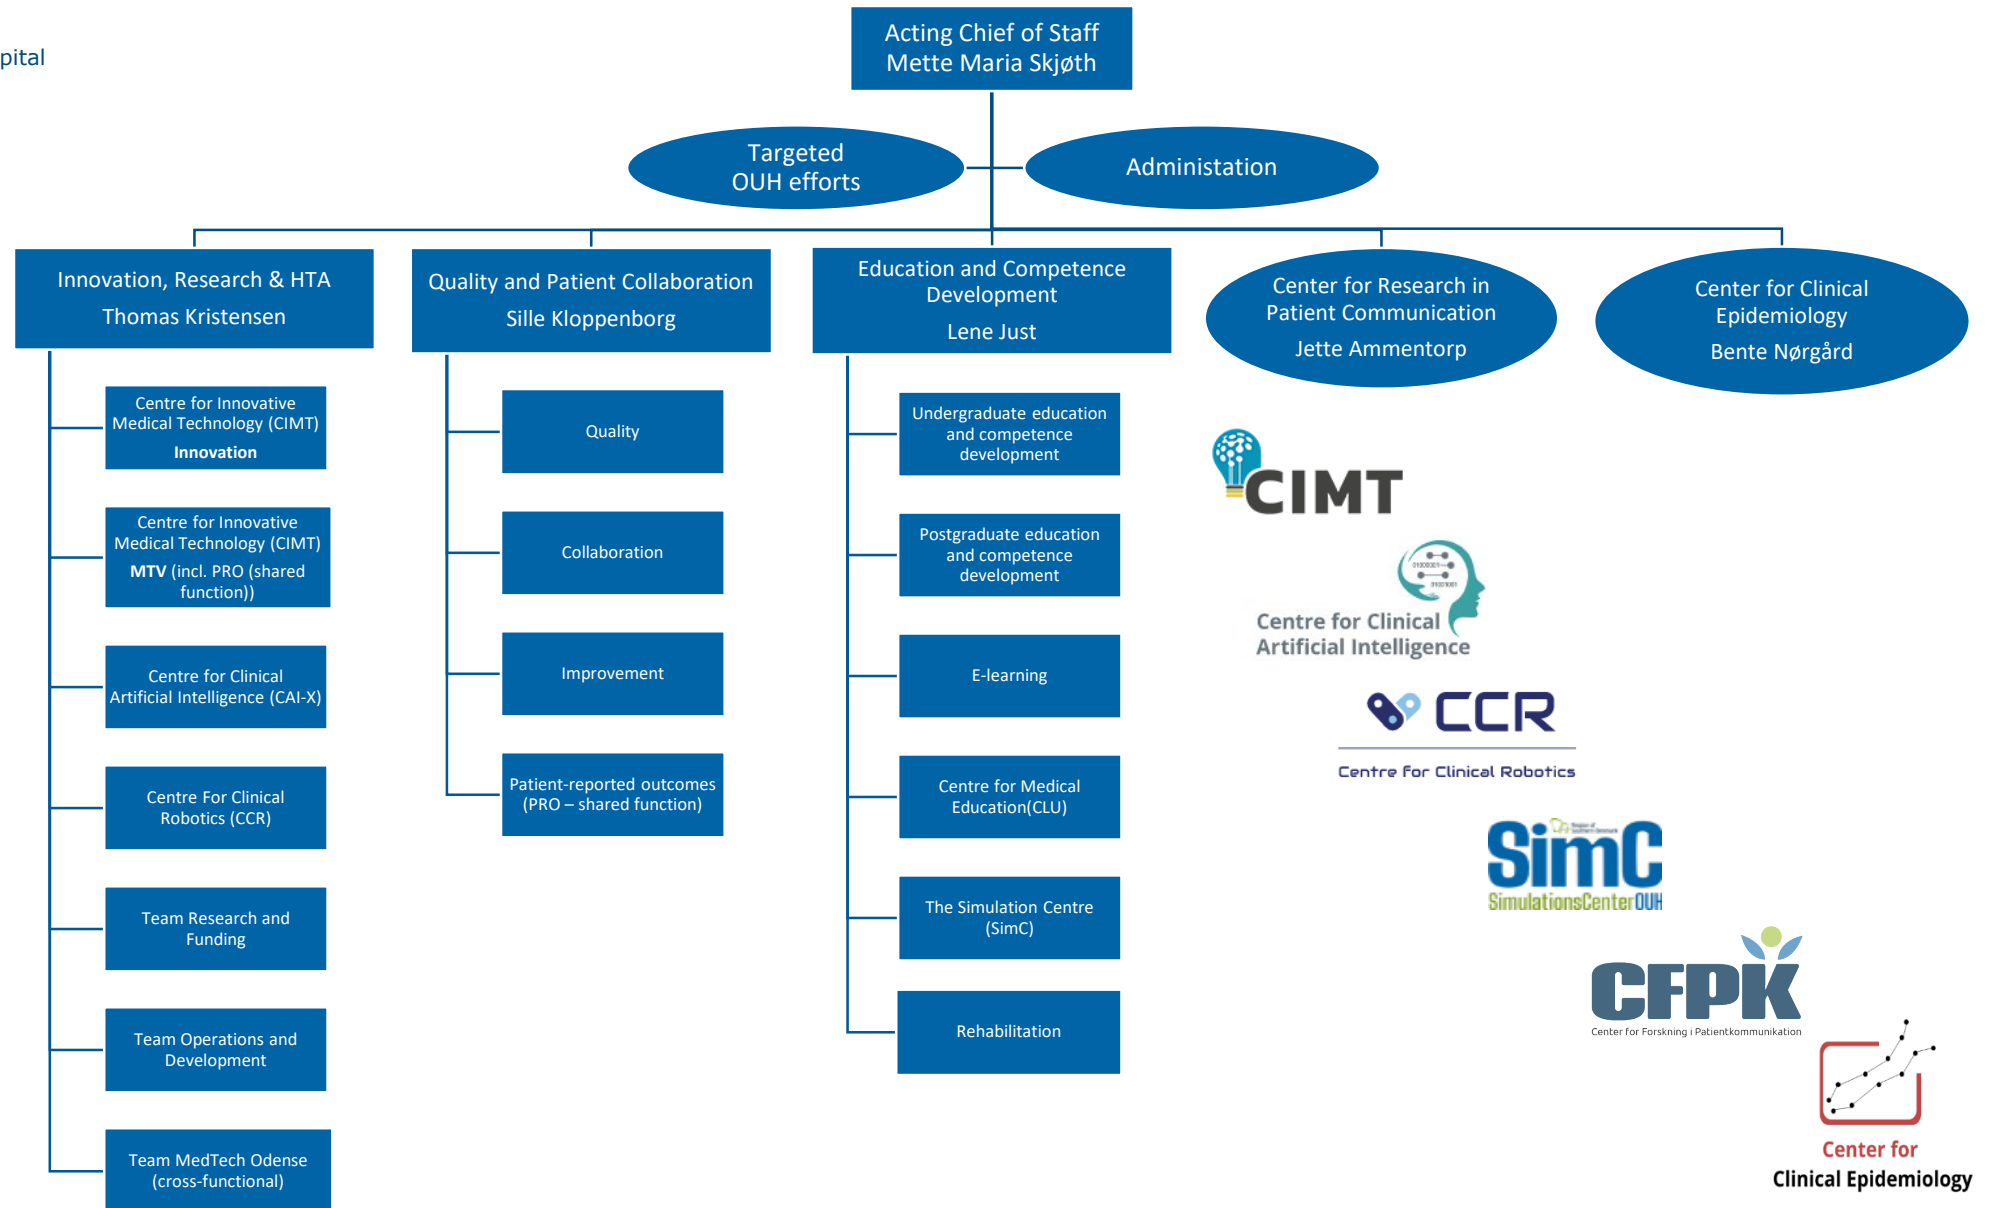 pital
Acting Chief of Staff
Mette Maria Skjøth
Targeted
OUH efforts
Administation
Innovation, Research & HTA
Thomas Kristensen
Quality and Patient Collaboration
Sille Kloppenborg
Education and Competence
Development
Lene Just
Center for Research in
Patient Communication
Jette Ammentorp
Center for Clinical
Epidemiology
Bente Nørgård
Centre for Innovative
Medical Technology (CIMT)
Innovation
Centre for Innovative
Medical Technology (CIMT)
MTV (incl. PRO (shared
function))
Centre for Clinical
Artificial Intelligence (CAI-X)
Centre For Clinical
Robotics (CCR)
Team Research and
Funding
Team Operations and
Development
Team MedTech Odense
(cross-functional)
Quality
Collaboration
Improvement
Patient-reported outcomes
(PRO – shared function)
Undergraduate education
and competence
development
Postgraduate education
and competence
development
E-learning
Centre for Medical
Education(CLU)
The Simulation Centre
(SimC)
Rehabilitation
CIMT
Centre for Clinical
Artificial Intelligence
CCR
Centre for Clinical Robotics
Region of
Southern Denmark
SimC
SimulationsCenterOUH
CFPK
Center for Forskning i Patientkommunikation
Center for
Clinical Epidemiology